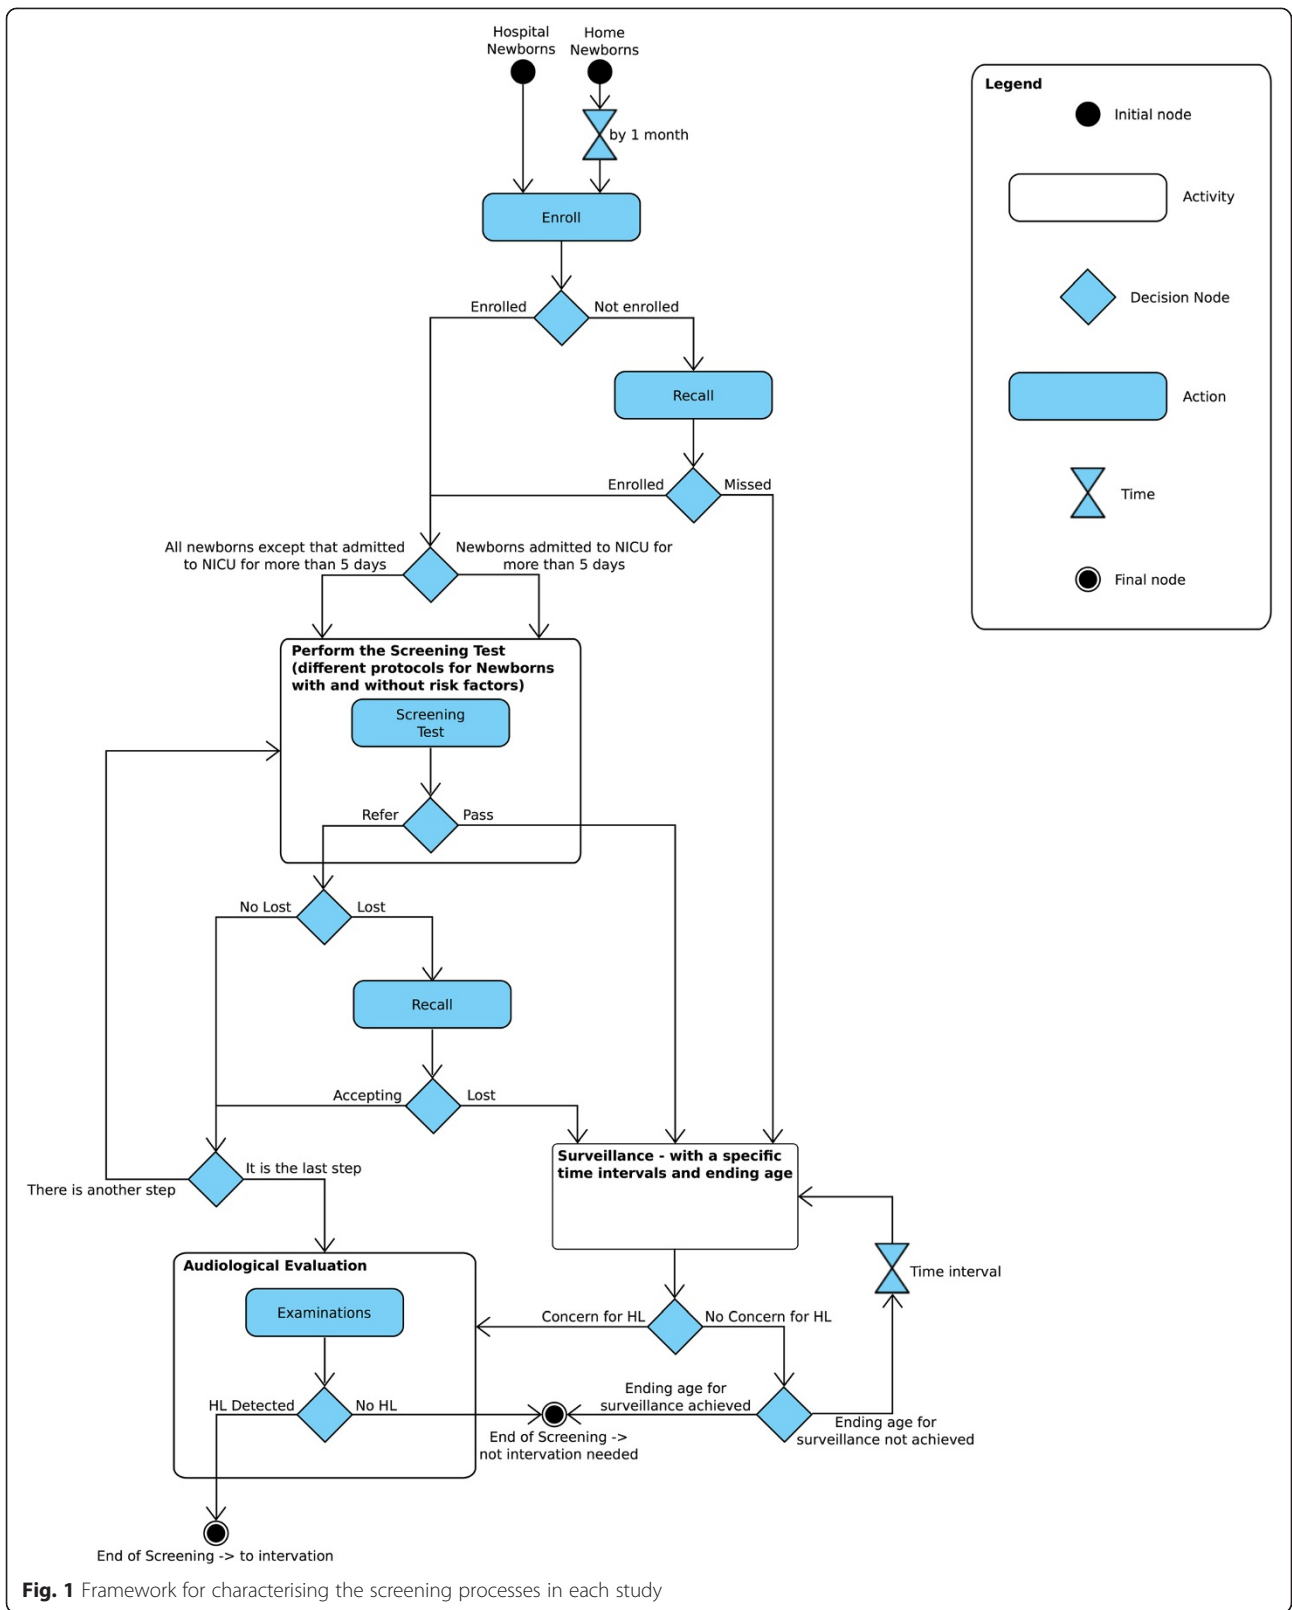 Hospital
Newborns
Home
Newborns
by 1 month
Enroll
Enrolled
Not enrolled
Recall
Enrolled
Missed
All newborns except that admitted
to NICU for more than 5 days
Newborns admitted to NICU for
more than 5 days
Perform the Screening Test
(different protocols for Newborns
with and without risk factors)
Screening
Test
Refer
Pass
No Lost
Lost
Recall
Accepting
Lost
It is the last step
There is another step
Surveillance - with a specific
time intervals and ending age
Time interval
Audiological Evaluation
Examinations
Concern for HL
No Concern for HL
HL Detected
No HL
Ending age for
surveillance achieved
Ending age for
surveillance not achieved
End of Screening ->
not intervation needed
End of Screening -> to intervation
Legend
Initial node
Activity
Decision Node
Action
Time
Final node
Fig. 1 Framework for characterising the screening processes in each study